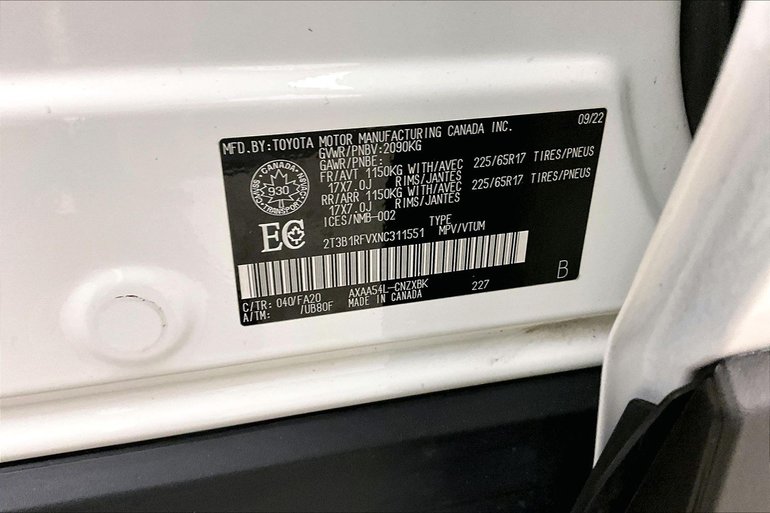 09/22
MFD.BY:TOYOTA MOTOR MANUFACTURING CANADA INC.
GVWR/PNBV:2090KG
GAWR/PNBE:
FR/AVT 1150KG WITH/AVEC 225/65R17 TIRES/PNEUS
17X7.0J RIMS/JANTES
RR/ARR 1150KG WITH/AVEC 225/65R17 TIRES/PNEUS
17X7.0J RIMS/JANTES
ICES/NMB-002 TYPE
2T3B1RFVXNC311551 MPV/VTUM
CANADA
930
TRANSPORT
EC
B
C/TR: 040/FA20 AXAA54L-CNZXBK 227
A/TM: /UB80F MADE IN CANADA